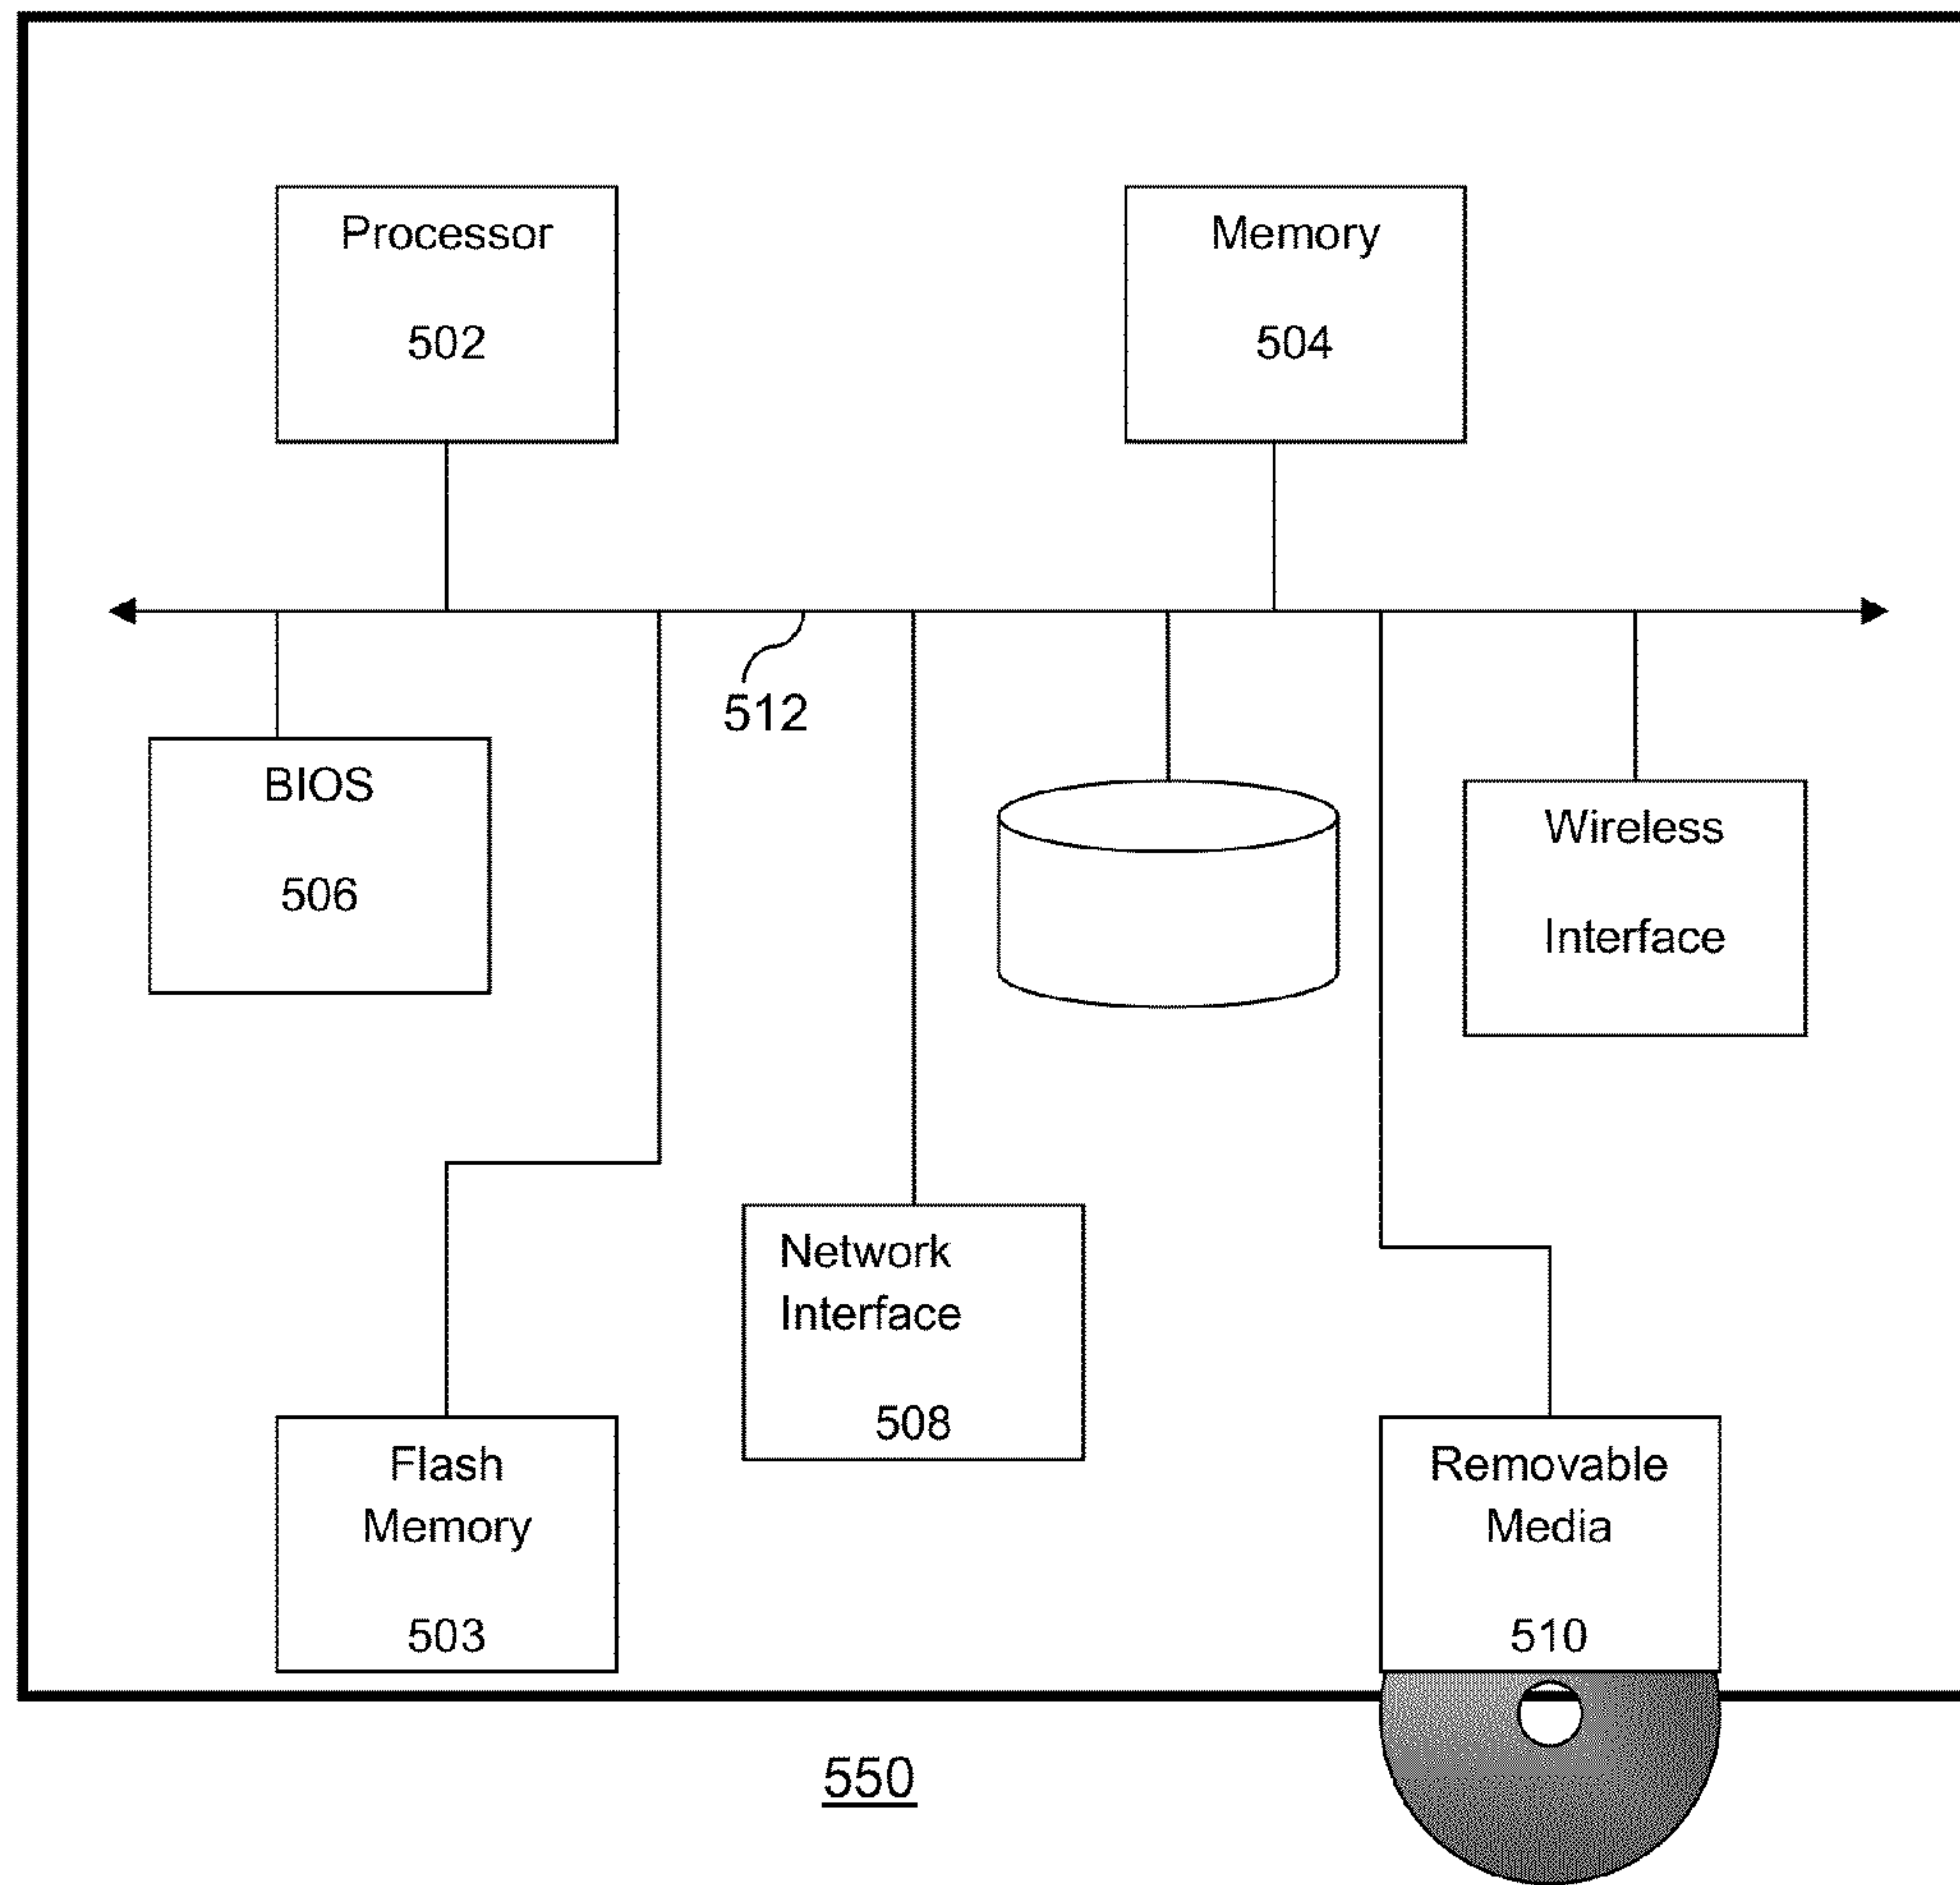 Processor
502
Memory
504
512
BIOS
506
Wireless
Interface
Network
Interface
508
Flash
Memory
503
Removable
Media
510
550